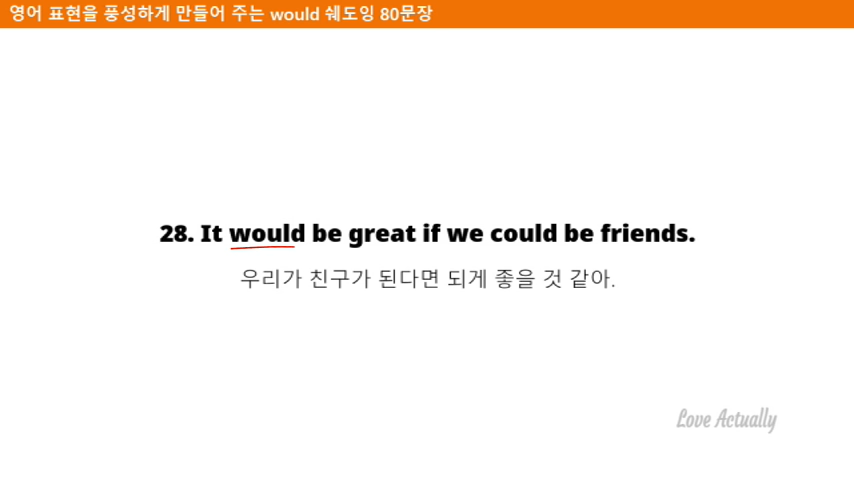 영어 표현을 풍성하게 만들어 주는 would 쉐도잉 80문장
28. It would be great if we could be friends.
우리가 친구가 된다면 되게 좋을 것 같아.
Love Actually